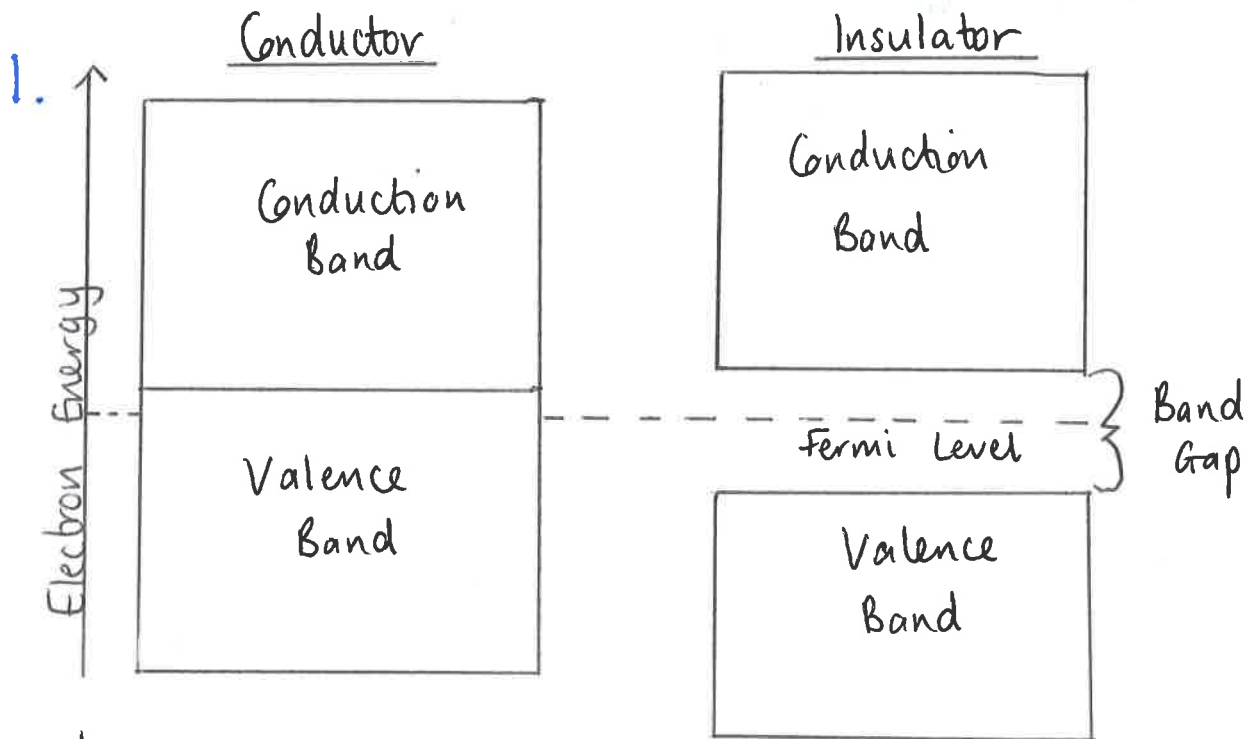 1.
Conductor
Insulator
Electron Energy
Conduction
Band
Valence
Band
Conduction
Band
Fermi Level
Band
Gap
Valence
Band